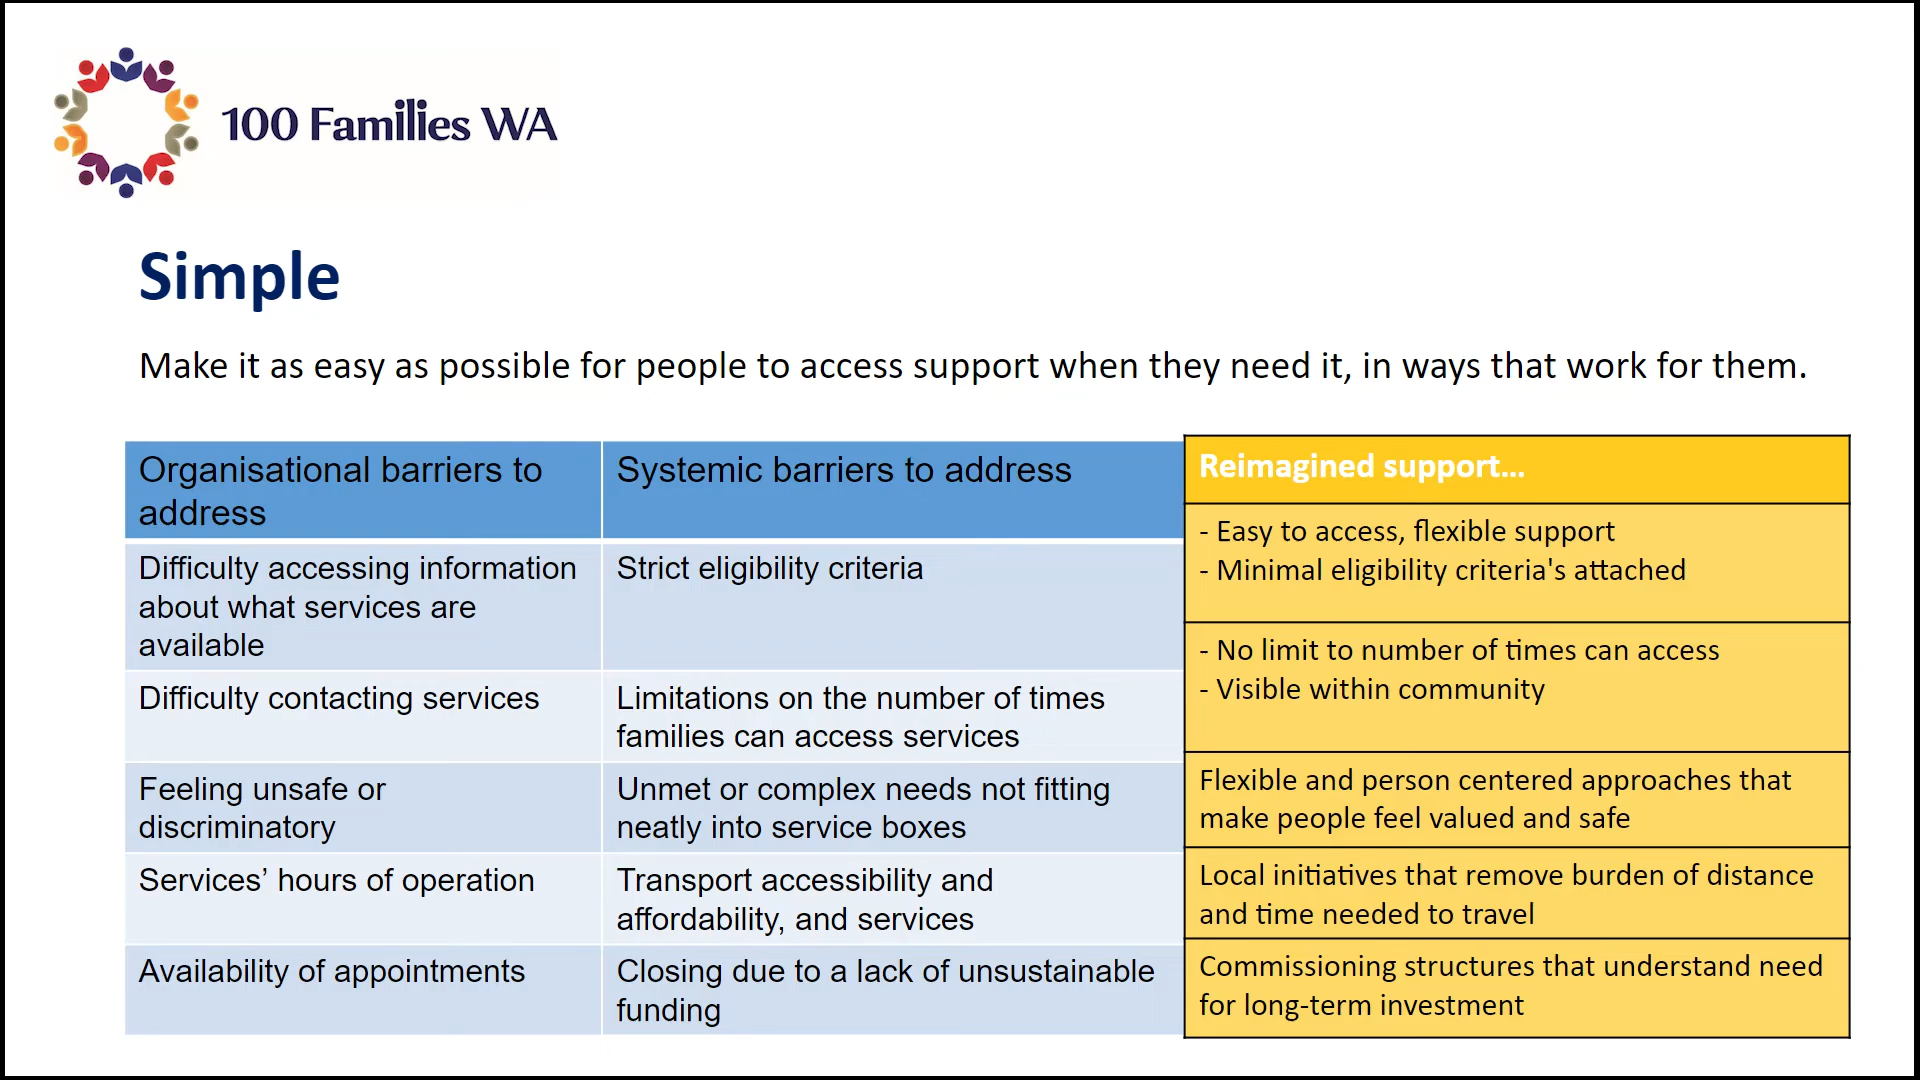 100 Families WA
Simple
Make it as easy as possible for people to access support when they need it, in ways that work for them.
Organisational barriers to
address
Systemic barriers to address
Reimagined support...
Difficulty accessing information
about what services are
available
Strict eligibility criteria
- Easy to access, flexible support
- Minimal eligibility criteria's attached
Difficulty contacting services
Limitations on the number of times
families can access services
- No limit to number of times can access
- Visible within community
Feeling unsafe or
discriminatory
Unmet or complex needs not fitting
neatly into service boxes
Flexible and person centered approaches that
make people feel valued and safe
Services’ hours of operation
Transport accessibility and
affordability, and services
Local initiatives that remove burden of distance
and time needed to travel
Availability of appointments
Closing due to a lack of unsustainable
funding
Commissioning structures that understand need
for long-term investment